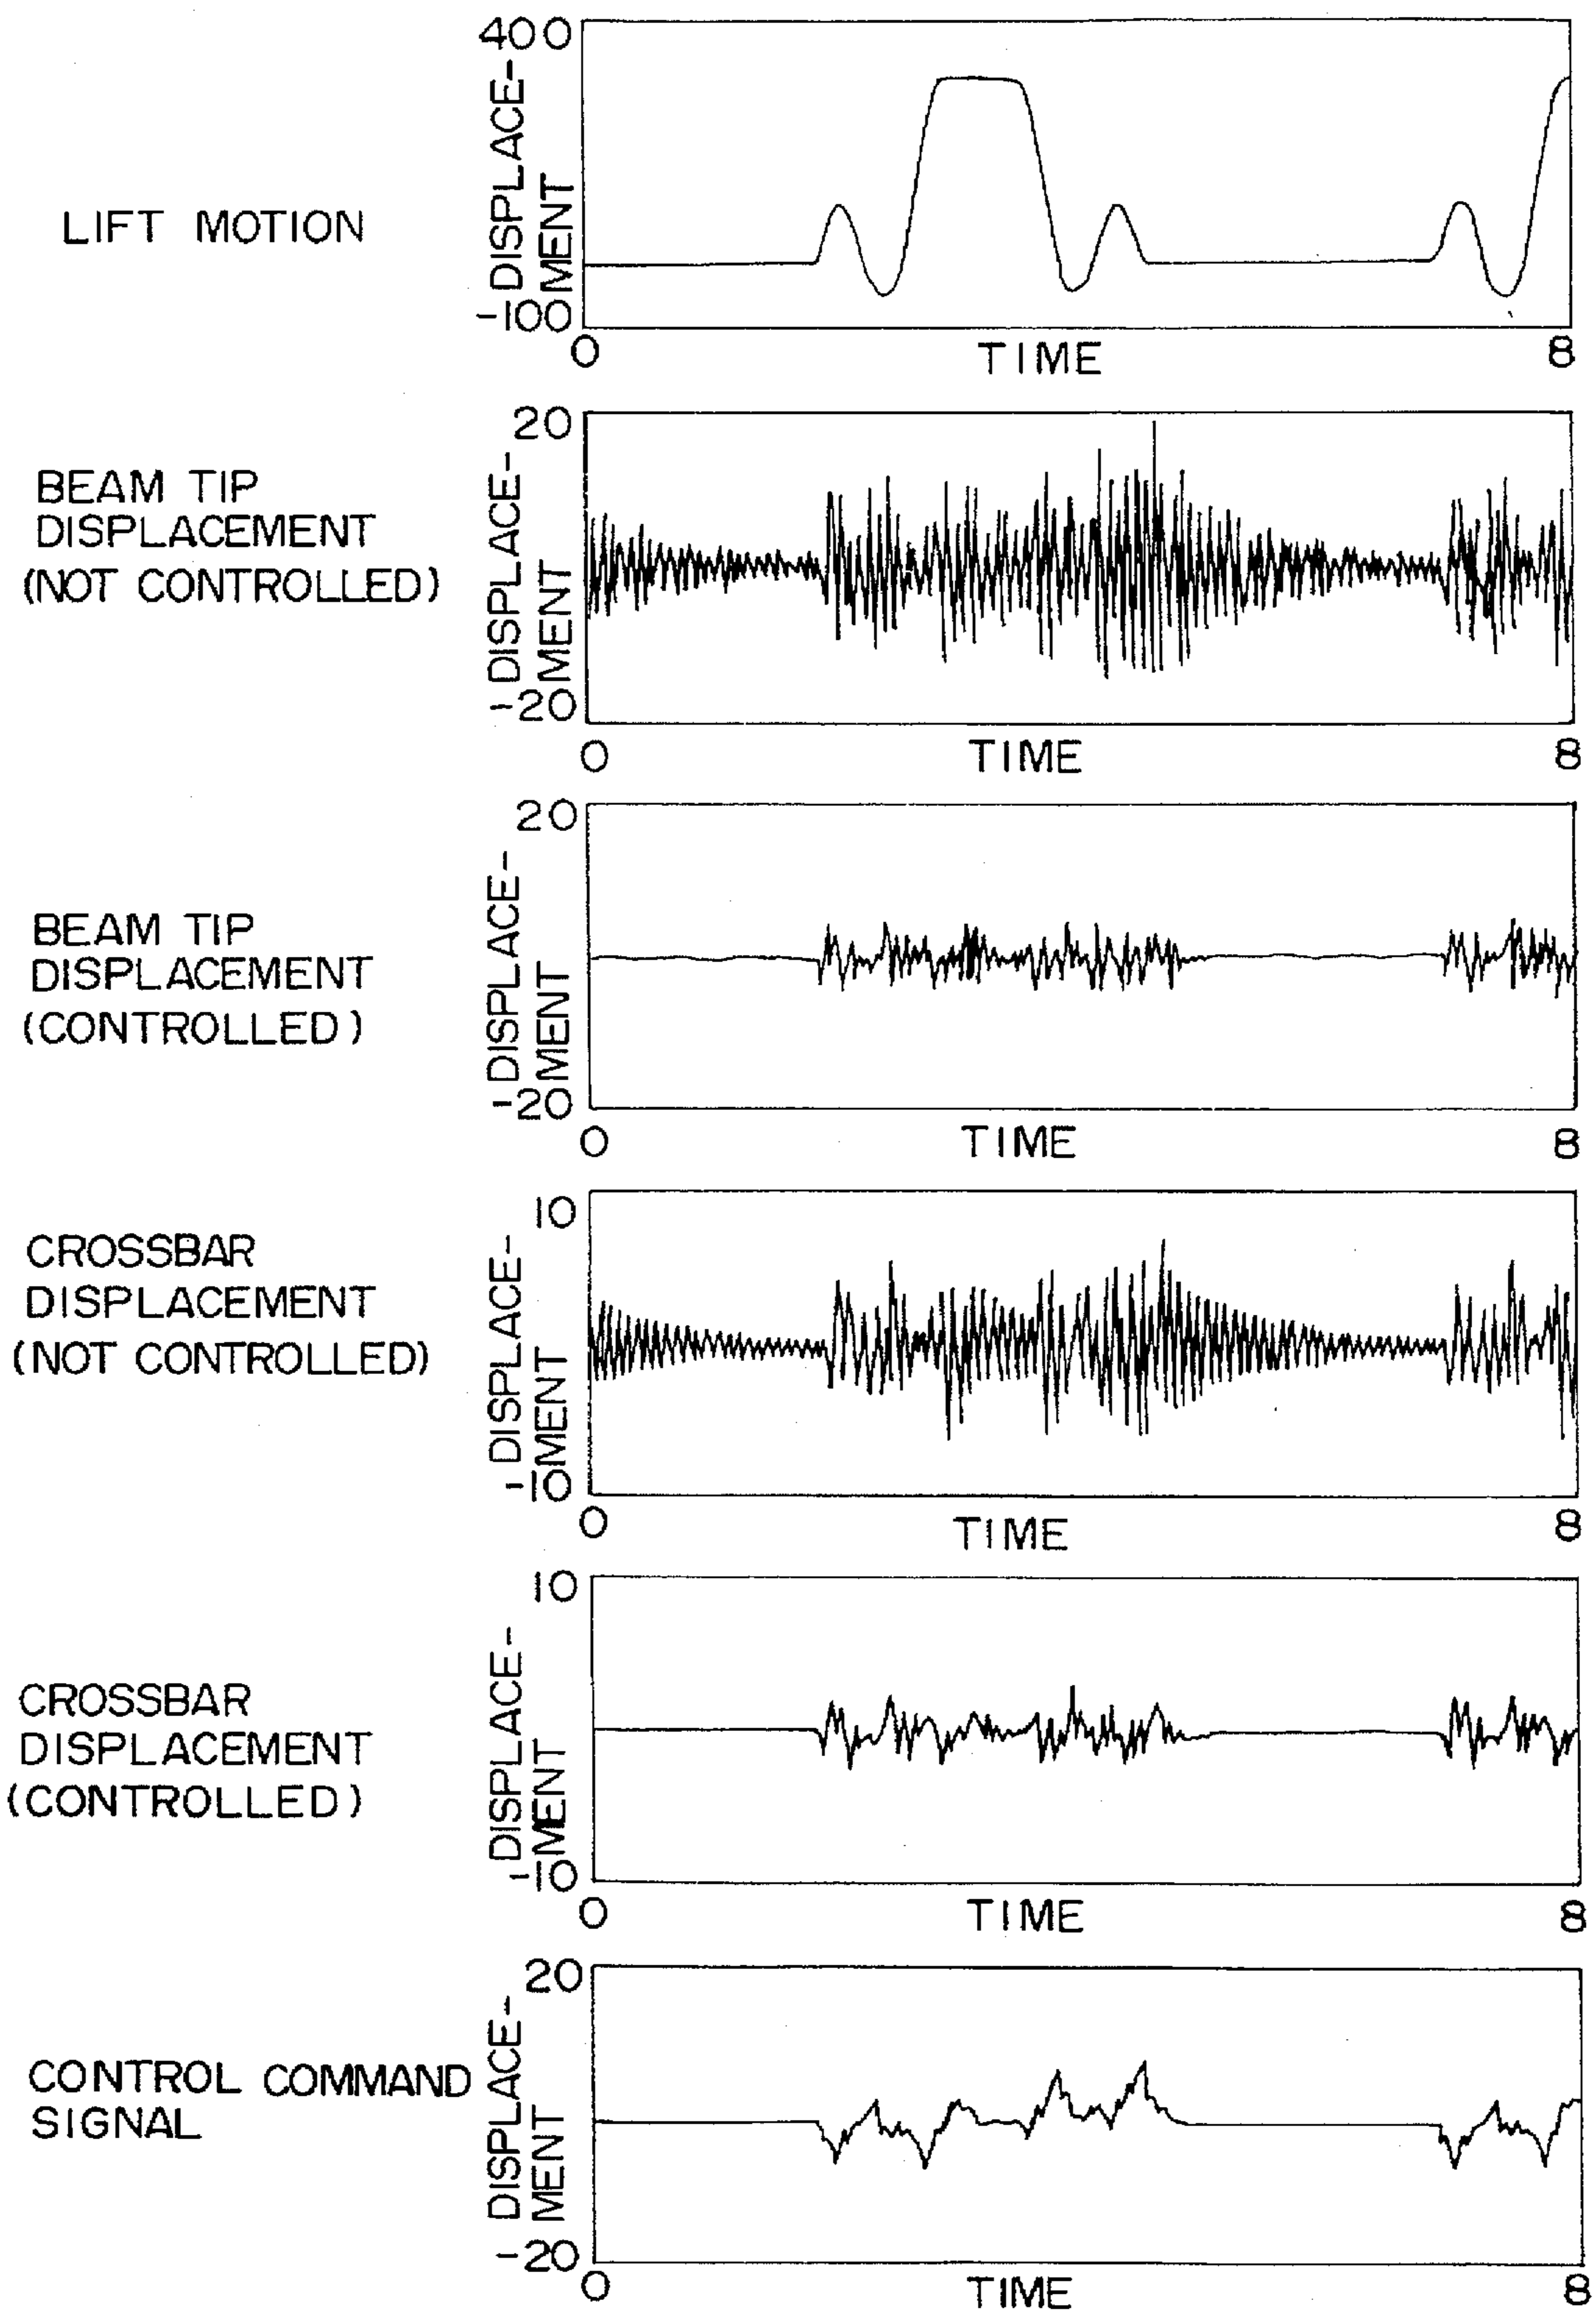 400
DISPLACE-
MENT
-100
LIFT MOTION
0 TIME 8
20
DISPLACE-
MENT
-20
BEAM TIP
DISPLACEMENT
(NOT CONTROLLED)
0 TIME 8
20
DISPLACE-
MENT
-20
BEAM TIP
DISPLACEMENT
(CONTROLLED)
0 TIME 8
10
DISPLACE-
MENT
-10
CROSSBAR
DISPLACEMENT
(NOT CONTROLLED)
0 TIME 8
10
DISPLACE-
MENT
-10
CROSSBAR
DISPLACEMENT
(CONTROLLED)
0 TIME 8
20
DISPLACE-
MENT
-20
CONTROL COMMAND
SIGNAL
0 TIME 8